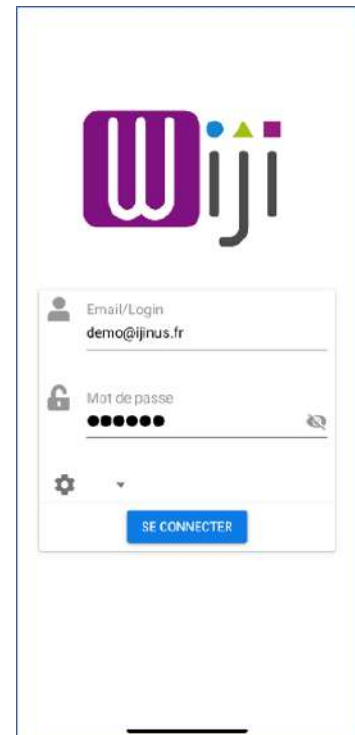 Wiji
Email/Login
demo@ijinus.fr
Mot de passe
●●●●●●
SE CONNECTER